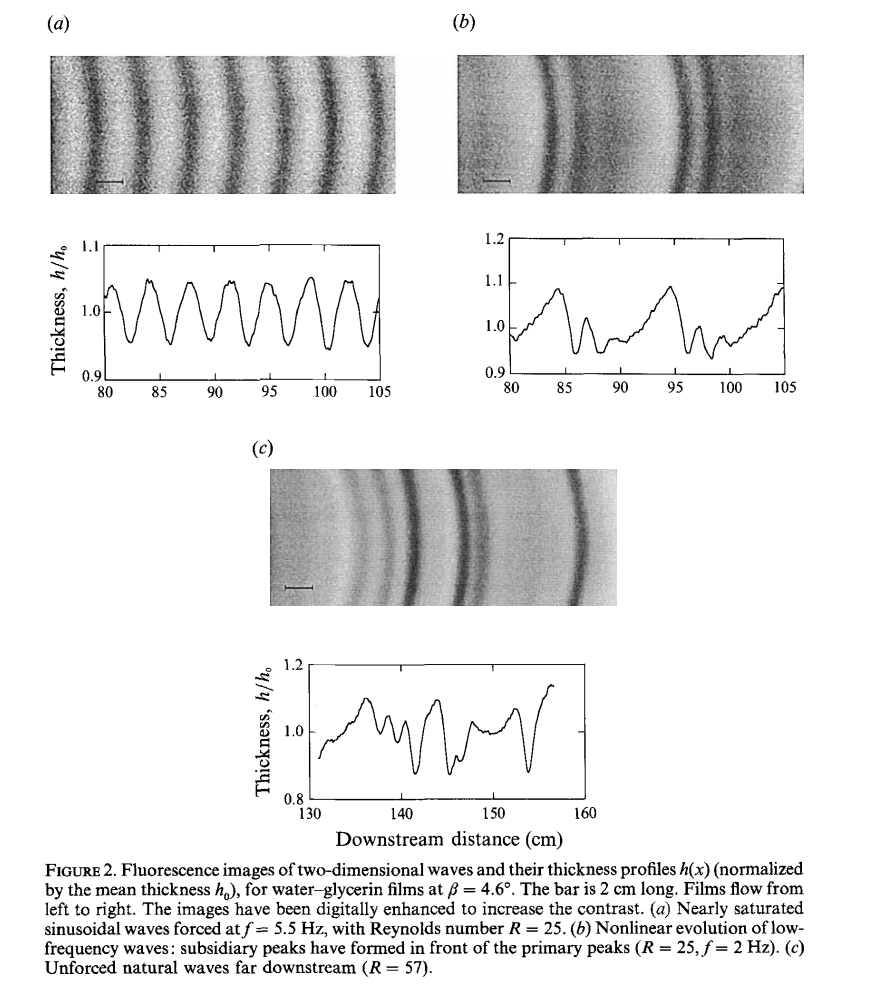 (a)
(b)
Thickness, h/h₀
1.1
1.0
0.9
80 85 90 95 100 105
1.2
1.1
1.0
0.9
80 85 90 95 100 105
(c)
Thickness, h/h₀
1.2
1.0
0.8
130 140 150 160
Downstream distance (cm)
FIGURE 2. Fluorescence images of two-dimensional waves and their thickness profiles h(x) (normalized
by the mean thickness h₀), for water–glycerin films at β = 4.6°. The bar is 2 cm long. Films flow from
left to right. The images have been digitally enhanced to increase the contrast. (a) Nearly saturated
sinusoidal waves forced at f = 5.5 Hz, with Reynolds number R = 25. (b) Nonlinear evolution of low-
frequency waves: subsidiary peaks have formed in front of the primary peaks (R = 25, f = 2 Hz). (c)
Unforced natural waves far downstream (R = 57).